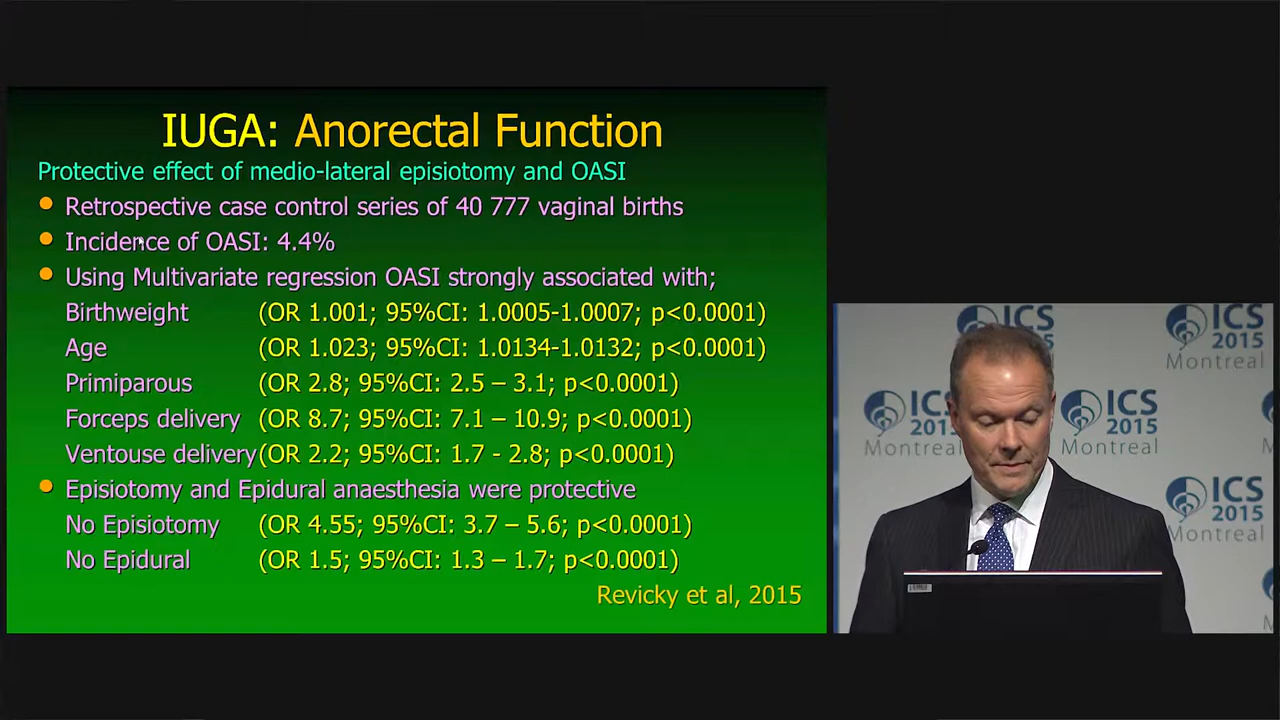 IUGA: Anorectal Function
Protective effect of medio-lateral episiotomy and OASI
Retrospective case control series of 40 777 vaginal births
Incidence of OASI: 4.4%
Using Multivariate regression OASI strongly associated with;
Birthweight (OR 1.001; 95%CI: 1.0005-1.0007; p<0.0001)
Age (OR 1.023; 95%CI: 1.0134-1.0132; p<0.0001)
Primiparous (OR 2.8; 95%CI: 2.5 – 3.1; p<0.0001)
Forceps delivery (OR 8.7; 95%CI: 7.1 – 10.9; p<0.0001)
Ventouse delivery(OR 2.2; 95%CI: 1.7 - 2.8; p<0.0001)
Episiotomy and Epidural anaesthesia were protective
No Episiotomy (OR 4.55; 95%CI: 3.7 – 5.6; p<0.0001)
No Epidural (OR 1.5; 95%CI: 1.3 – 1.7; p<0.0001)
Revicky et al, 2015
ICS
2015
ICS
2015
Montreal
ICS
2015
Montreal
ICS
2015
Montreal
ICS
2015
Montreal
ICS
2015